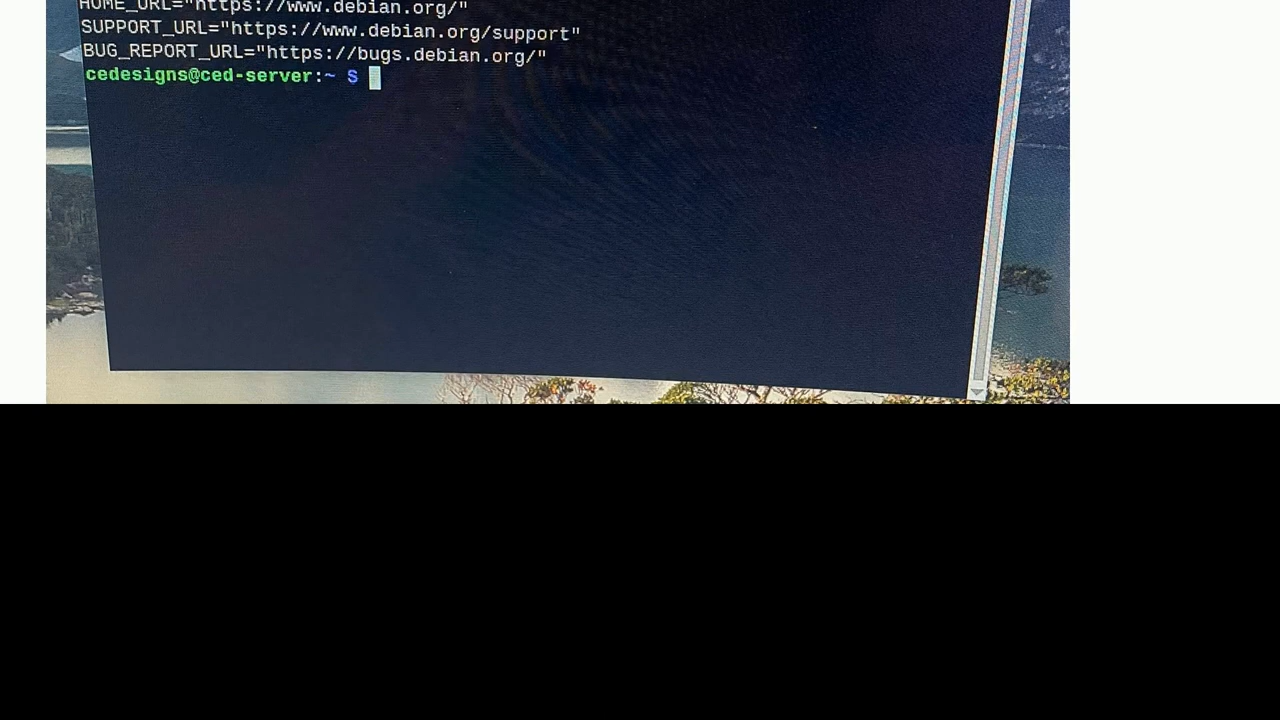 HOME_URL="https://www.debian.org/"
SUPPORT_URL="https://www.debian.org/support"
BUG_REPORT_URL="https://bugs.debian.org/"
cedesigns@ced-server:~ $